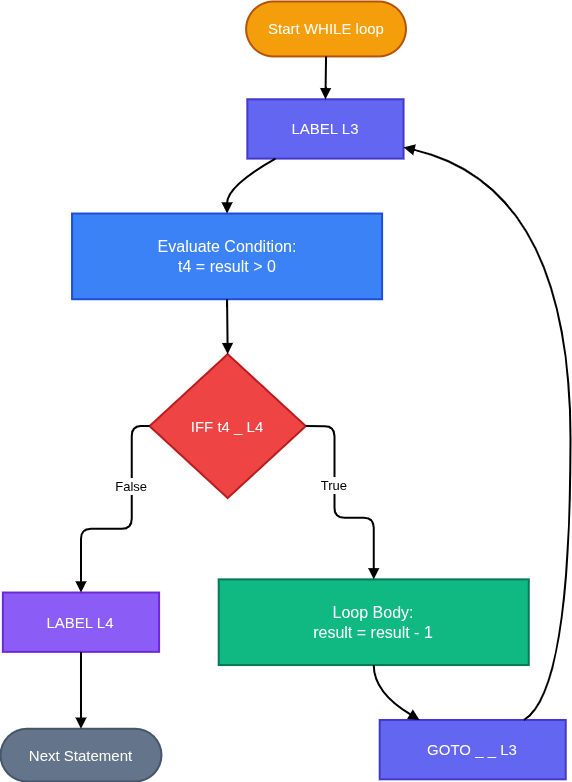 Start WHILE loop
LABEL L3
Evaluate Condition:
t4 = result > 0
IFF t4 _ L4
False
True
LABEL L4
Loop Body:
result = result - 1
Next Statement
GOTO _ _ L3